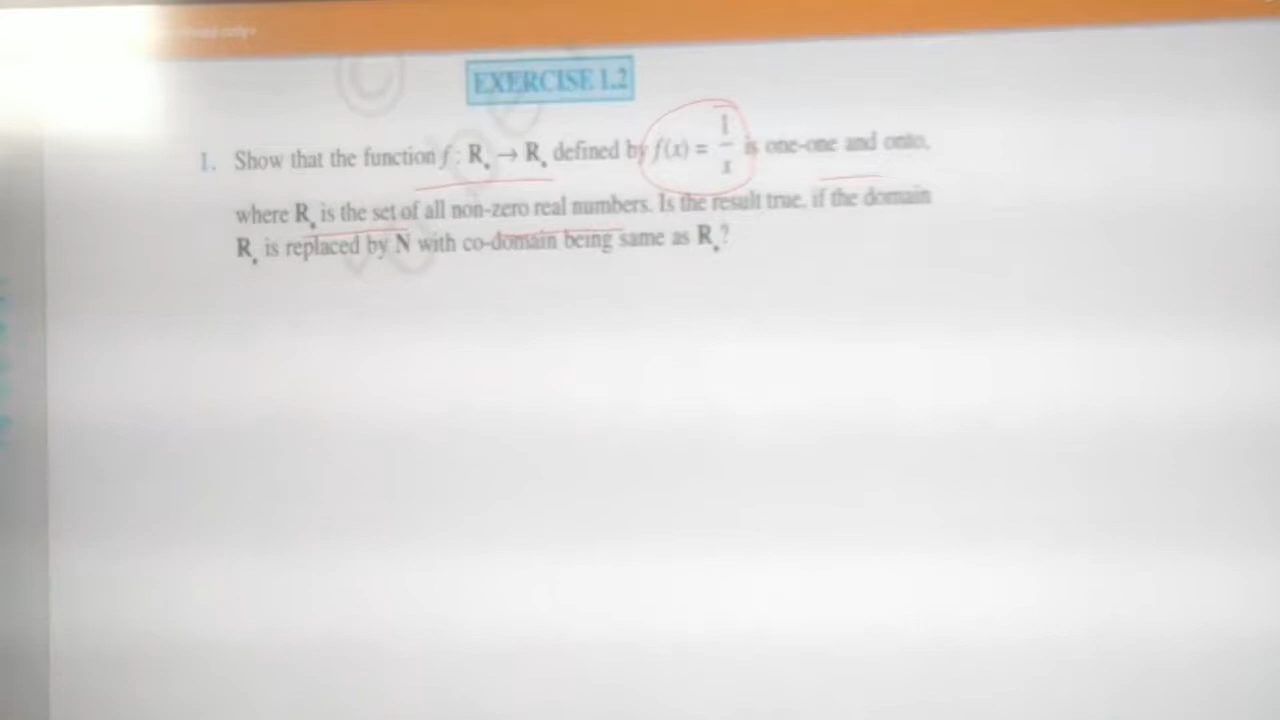 EXERCISE 1.2
1. Show that the function f : R* → R* defined by f(x) = 1/x is one-one and onto,
where R* is the set of all non-zero real numbers. Is the result true, if the domain
R* is replaced by N with co-domain being same as R*?